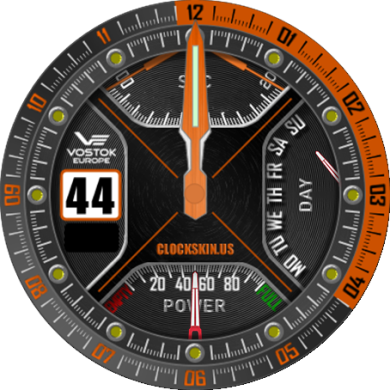 12
01
02
03
04
05
06
07
08
09
10
11
VOSTOK
EUROPE
44
SU
SA
FR
TH
WE
TU
MO
DAY
CLOCKSKIN.US
20 40 60 80
EMPTY
FULL
POWER